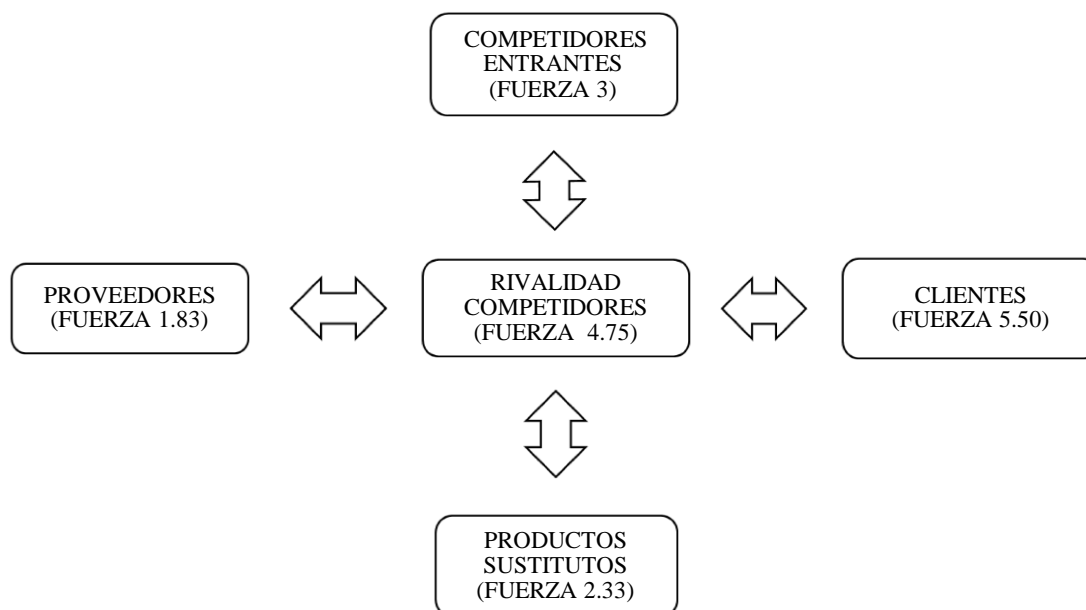 COMPETIDORES
ENTRANTES
(FUERZA 3)
PROVEEDORES
(FUERZA 1.83)
RIVALIDAD
COMPETIDORES
(FUERZA 4.75)
CLIENTES
(FUERZA 5.50)
PRODUCTOS
SUSTITUTOS
(FUERZA 2.33)